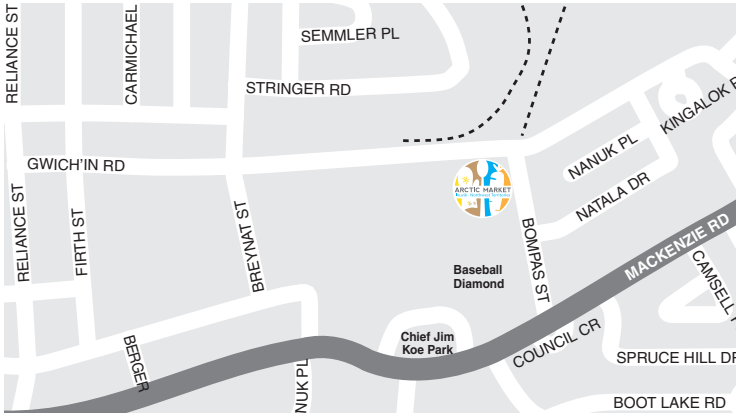 RELIANCE ST
CARMICHAEL
SEMMLER PL
STRINGER RD
KINGALOK
NANUK PL
GWICH'IN RD
NATALA DR
ARCTIC MARKET
RELIANCE ST
FIRTH ST
BREYNAT ST
BOMPAS ST
MACKENZIE RD
Baseball
Diamond
CAMSELL
Chief Jim
Koe Park
COUNCIL CR
BERGER
NUK PL
SPRUCE HILL DR
BOOT LAKE RD